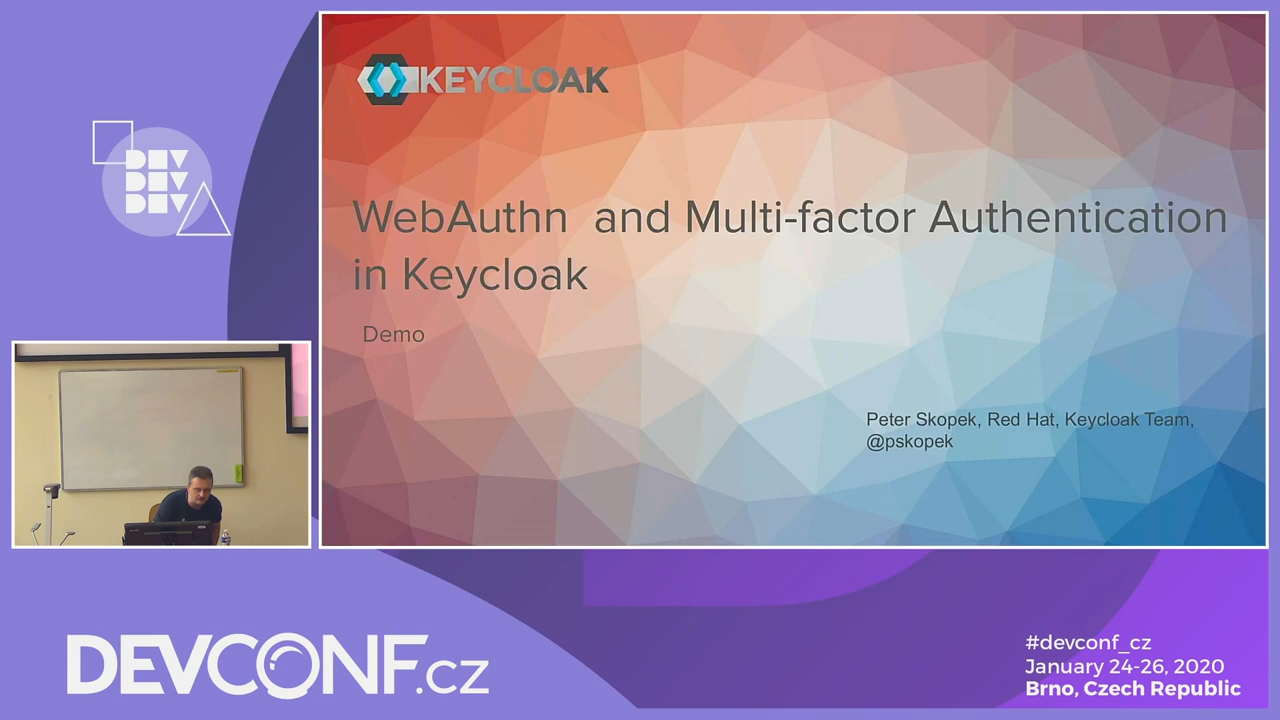 KEYCLOAK
WebAuthn and Multi-factor Authentication
in Keycloak
Demo
Peter Skopek, Red Hat, Keycloak Team,
@pskopek
DEV
DEV
DEV
DEVCONF.cz
#devconf_cz
January 24-26, 2020
Brno, Czech Republic